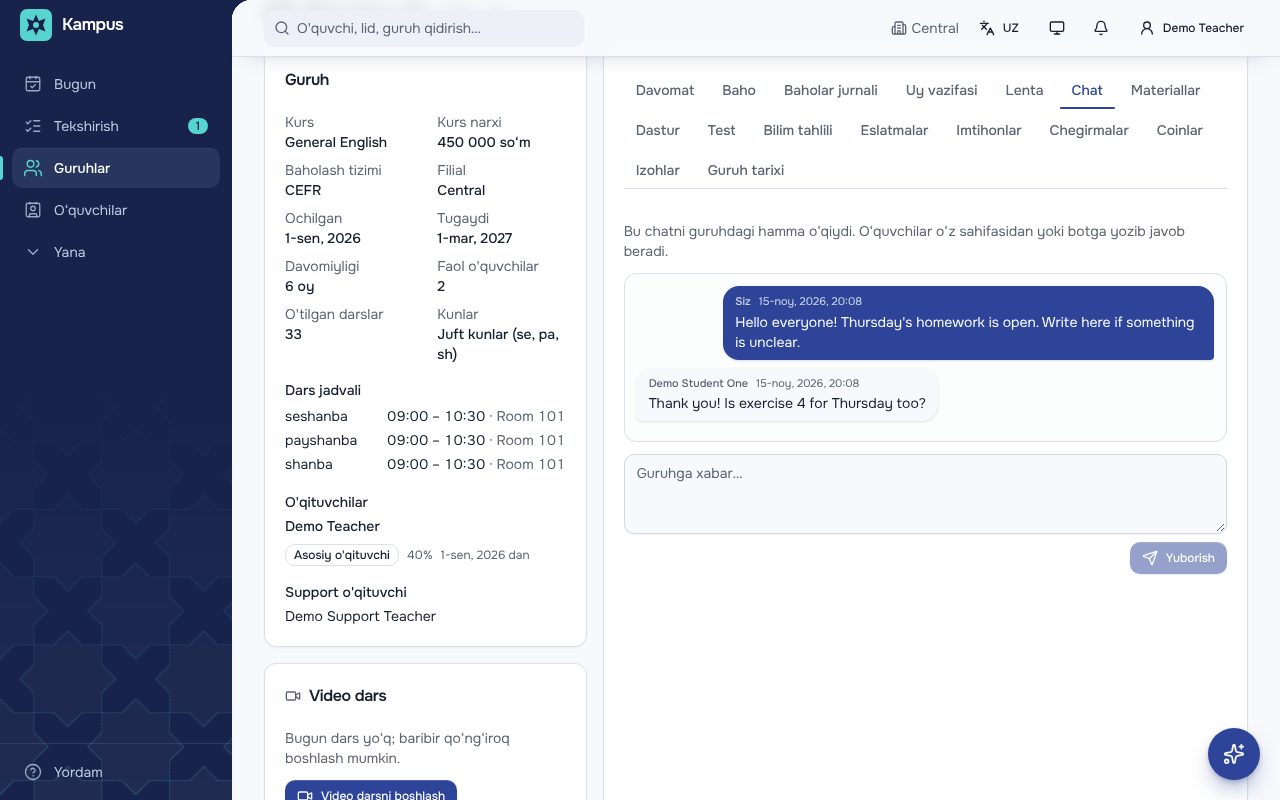 Kampus
O'quvchi, lid, guruh qidirish...
Central
UZ
Demo Teacher
Bugun
Tekshirish
1
Guruhlar
O‘quvchilar
Yana
Yordam
Guruh
Kurs
Kurs narxi
General English
450 000 so‘m
Baholash tizimi
Filial
CEFR
Central
Ochilgan
Tugaydi
1-sen, 2026
1-mar, 2027
Davomiyligi
Faol o'quvchilar
6 oy
2
O'tilgan darslar
Kunlar
33
Juft kunlar (se, pa,
sh)
Dars jadvali
seshanba 09:00 – 10:30 · Room 101
payshanba 09:00 – 10:30 · Room 101
shanba 09:00 – 10:30 · Room 101
O'qituvchilar
Demo Teacher
Asosiy o'qituvchi 40% 1-sen, 2026 dan
Support o'qituvchi
Demo Support Teacher
Video dars
Bugun dars yo‘q; baribir qo‘ng‘iroq
boshlash mumkin.
Video darsni boshlash
Davomat Baho Baholar jurnali Uy vazifasi Lenta Chat Materiallar
Dastur Test Bilim tahlili Eslatmalar Imtihonlar Chegirmalar Coinlar
Izohlar Guruh tarixi
Bu chatni guruhdagi hamma o‘qiydi. O‘quvchilar o‘z sahifasidan yoki botga yozib javob
beradi.
Siz 15-noy, 2026, 20:08
Hello everyone! Thursday's homework is open. Write here if something
is unclear.
Demo Student One 15-noy, 2026, 20:08
Thank you! Is exercise 4 for Thursday too?
Guruhga xabar...
Yuborish